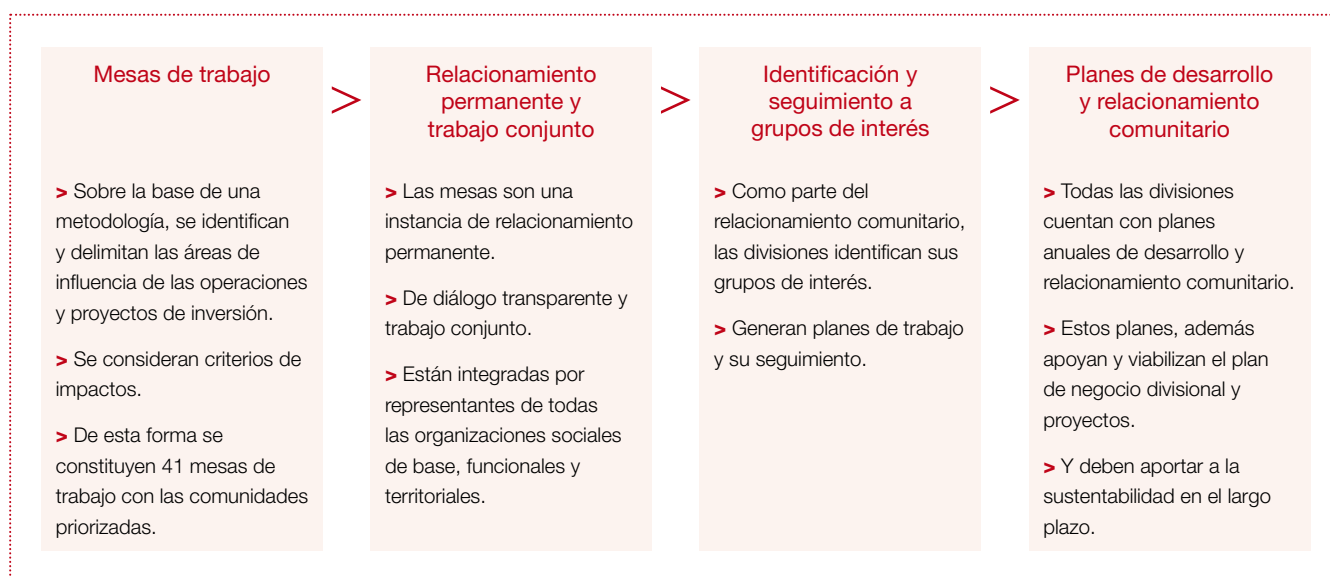 Mesas de trabajo
> Sobre la base de una
metodología, se identifican
y delimitan las áreas de
influencia de las operaciones
y proyectos de inversión.
> Se consideran criterios de
impactos.
> De esta forma se
constituyen 41 mesas de
trabajo con las comunidades
priorizadas.
>
Relacionamiento
permanente y
trabajo conjunto
> Las mesas son una
instancia de relacionamiento
permanente.
> De diálogo transparente y
trabajo conjunto.
> Están integradas por
representantes de todas
las organizaciones sociales
de base, funcionales y
territoriales.
>
Identificación y
seguimiento a
grupos de interés
> Como parte del
relacionamiento comunitario,
las divisiones identifican sus
grupos de interés.
> Generan planes de trabajo
y su seguimiento.
>
Planes de desarrollo
y relacionamiento
comunitario
> Todas las divisiones
cuentan con planes
anuales de desarrollo y
relacionamiento comunitario.
> Estos planes, además
apoyan y viabilizan el plan
de negocio divisional y
proyectos.
> Y deben aportar a la
sustentabilidad en el largo
plazo.